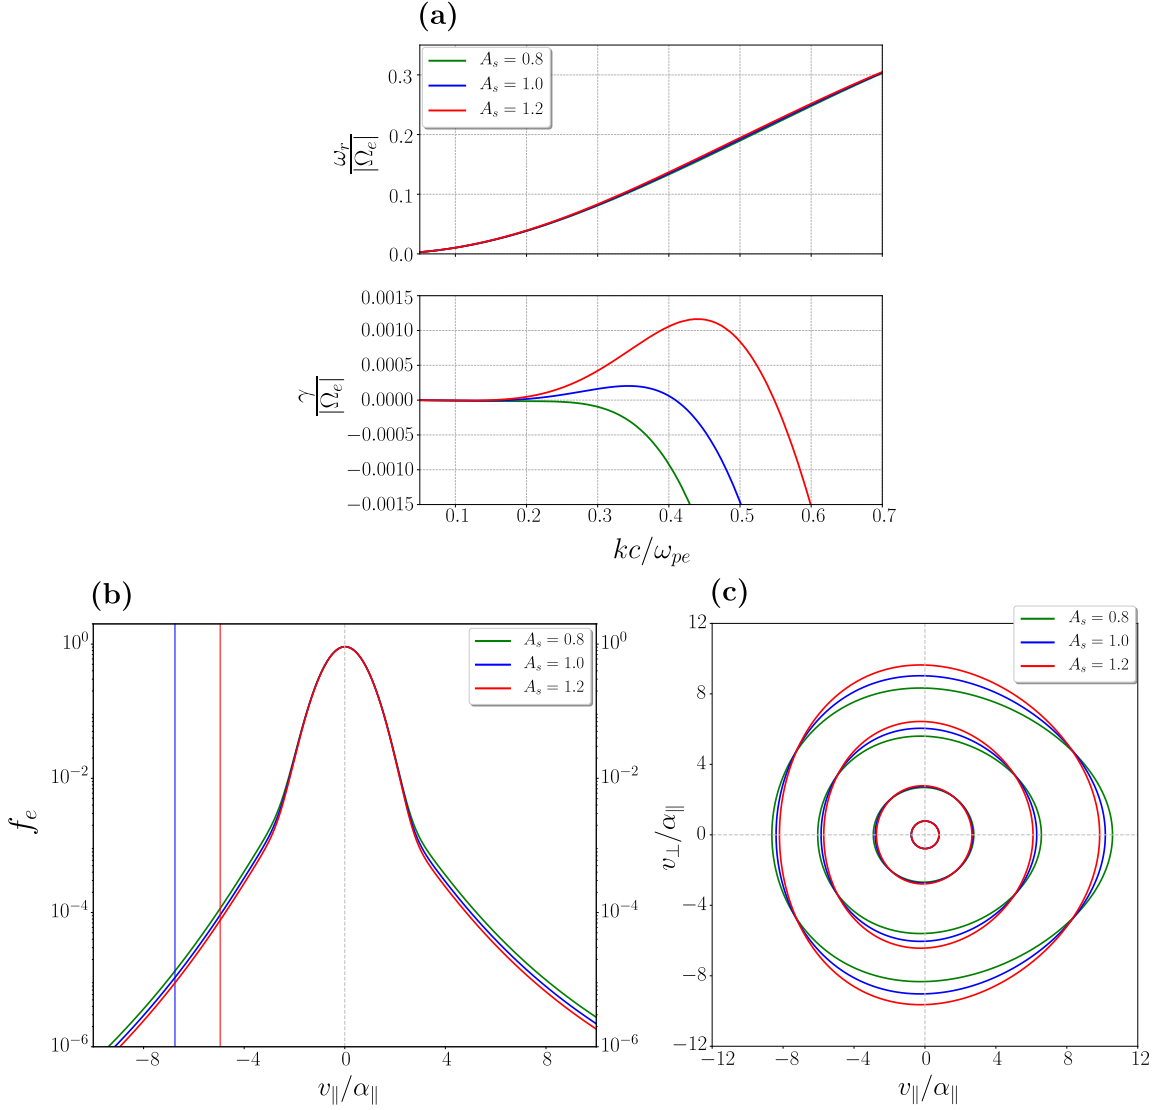 (a)
A_s = 0.8
A_s = 1.0
A_s = 1.2
0.3
0.2
0.1
0.0
ω_r/|Ω_e|
0.0015
0.0010
0.0005
0.0000
−0.0005
−0.0010
−0.0015
γ/|Ω_e|
0.1 0.2 0.3 0.4 0.5 0.6 0.7
kc/ω_{pe}
(b)
A_s = 0.8
A_s = 1.0
A_s = 1.2
10^0 10^0
10^{−2} 10^{−2}
10^{−4} 10^{−4}
10^{−6} 10^{−6}
f_e
−8 −4 0 4 8
v_∥/α_∥
(c)
A_s = 0.8
A_s = 1.0
A_s = 1.2
12
8
4
0
−4
−8
−12
v_⊥/α_∥
−12 −8 −4 0 4 8 12
v_∥/α_∥